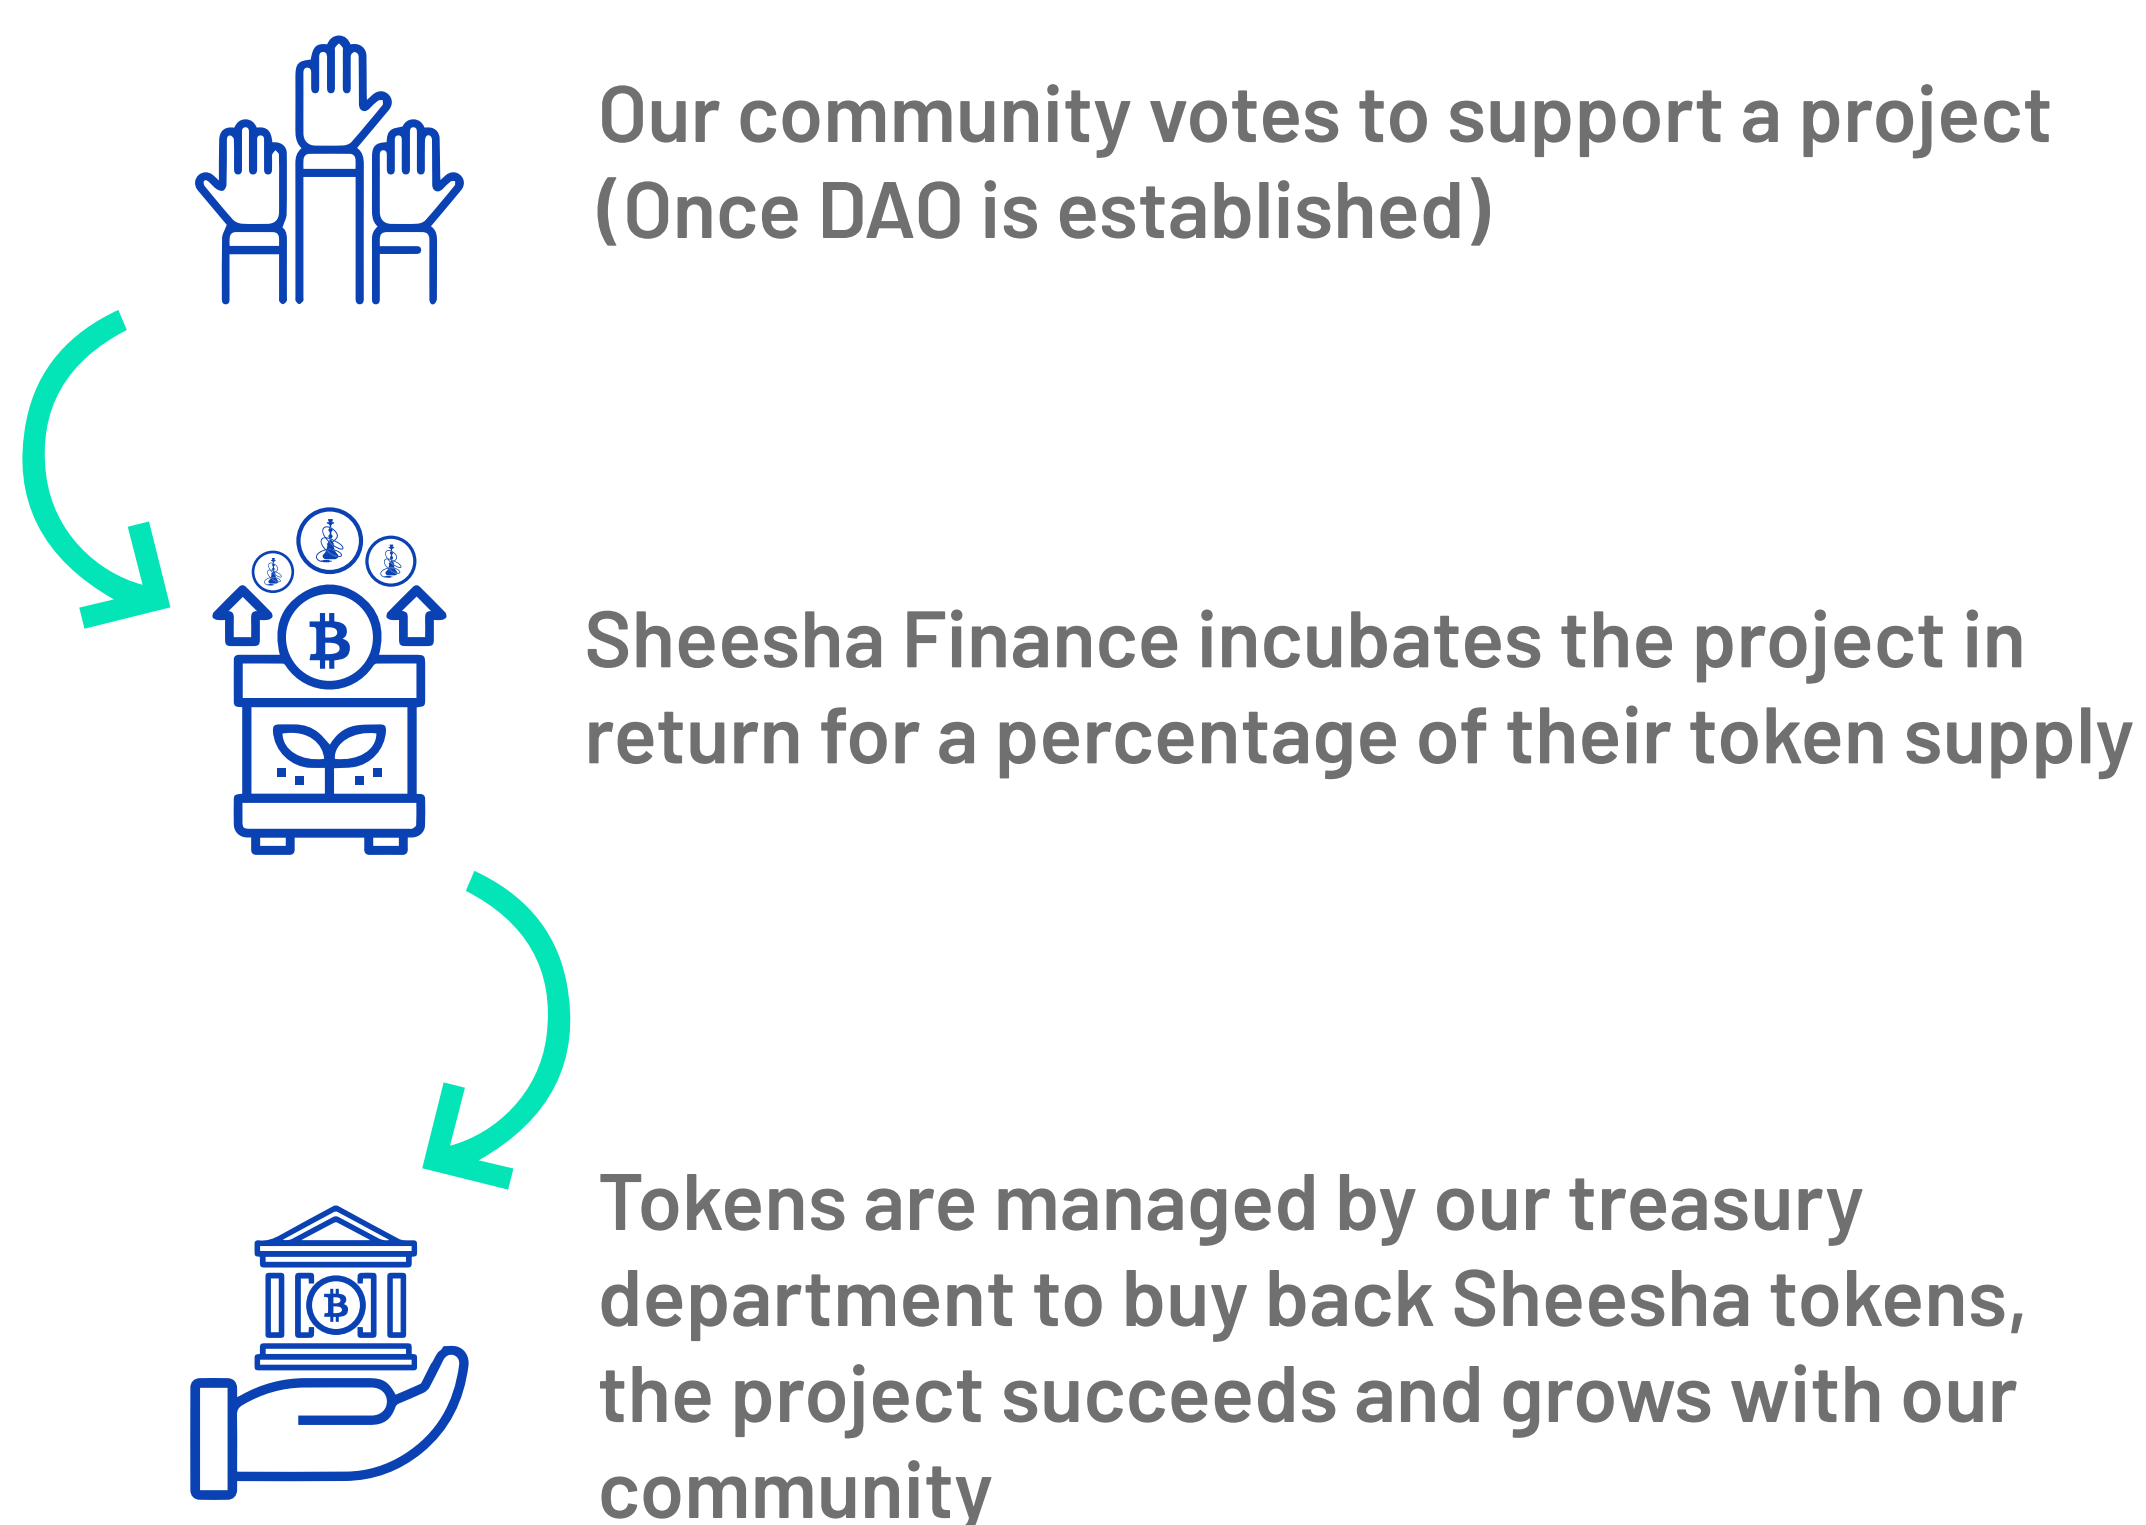 Our community votes to support a project
(Once DAO is established)
Sheesha Finance incubates the project in
return for a percentage of their token supply
Tokens are managed by our treasury
department to buy back Sheesha tokens,
the project succeeds and grows with our
community